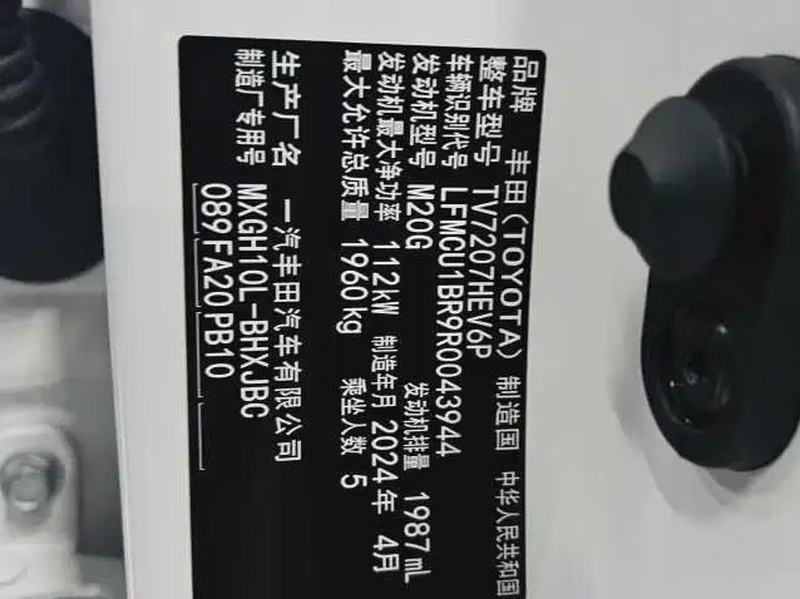 品牌 丰田(TOYOTA) 制造国 中华人民共和国
整车型号 TV7207HEV6P
车辆识别代号 LFMCU1BR9R0043944
发动机型号 M20G 发动机排量 1987mL
发动机最大净功率 112kW 制造年月 2024年 4月
最大允许总质量 1960kg 乘坐人数 5
生产厂名 一汽丰田汽车有限公司
制造厂专用号 MXGH10L-BHXJBC
089FA20PB10